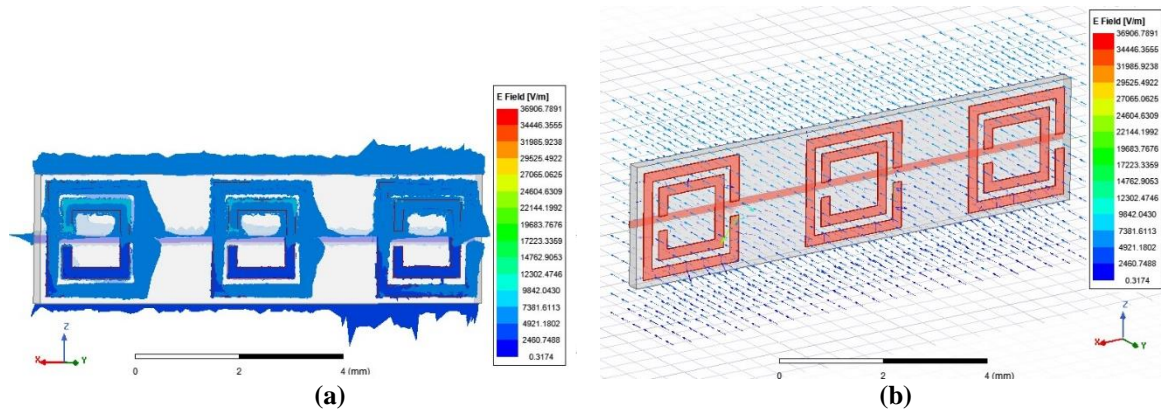 E Field [V/m]
36906.7891
34446.3555
31985.9238
29525.4922
27065.0625
24604.6309
22144.1992
19683.7676
17223.3359
14762.9053
12302.4746
9842.0430
7381.6113
4921.1802
2460.7488
0.3174
Z
X
Y
0 2 4 (mm)
(a)
E Field [V/m]
36906.7891
34446.3555
31985.9238
29525.4922
27065.0625
24604.6309
22144.1992
19683.7676
17223.3359
14762.9053
12302.4746
9842.0430
7381.6113
4921.1802
2460.7488
0.3174
Z
X
Y
0 2 4 (mm)
(b)